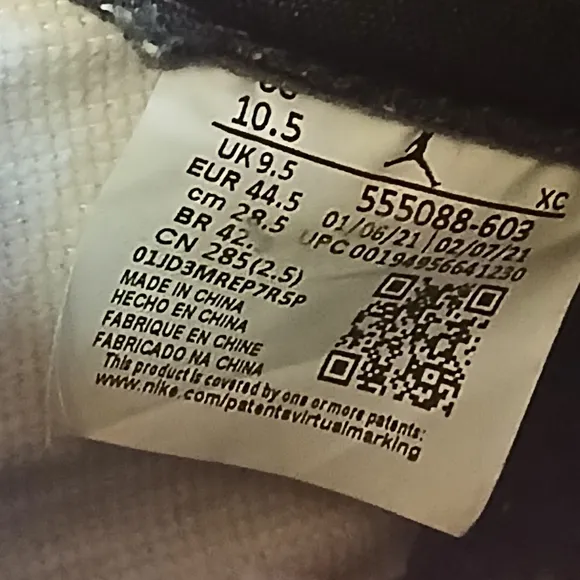 10.5
XC
UK 9.5
EUR 44.5
cm 28.5
BR 42.
CN 285(2.5)
01JD3MREP7R5P
555088-603
01/06/21 | 02/07/21
UPC 00194956641230
MADE IN CHINA
HECHO EN CHINA
FABRIQUE EN CHINE
FABRICADO NA CHINA
This product is covered by one or more patents:
www.nike.com/patentsvirtualmarking